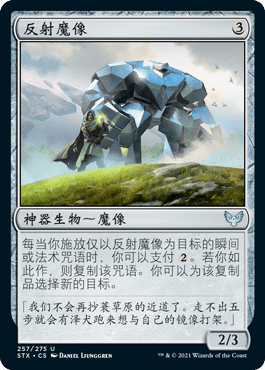 反射魔像 3
神器生物～魔像
每当你施放仅以反射魔像为目标的瞬间
或法术咒语时，你可以支付 2。若你如
此作，则复制该咒语。你可以为该复制
品选择新的目标。
「我们不会再抄蓑草原的近道了。走不出五
步就会有泽犬跑来想与自己的镜像打架。」
2/3
257/275 U
STX • CS DANIEL LJUNGGREN
™ & © 2021 Wizards of the Coast